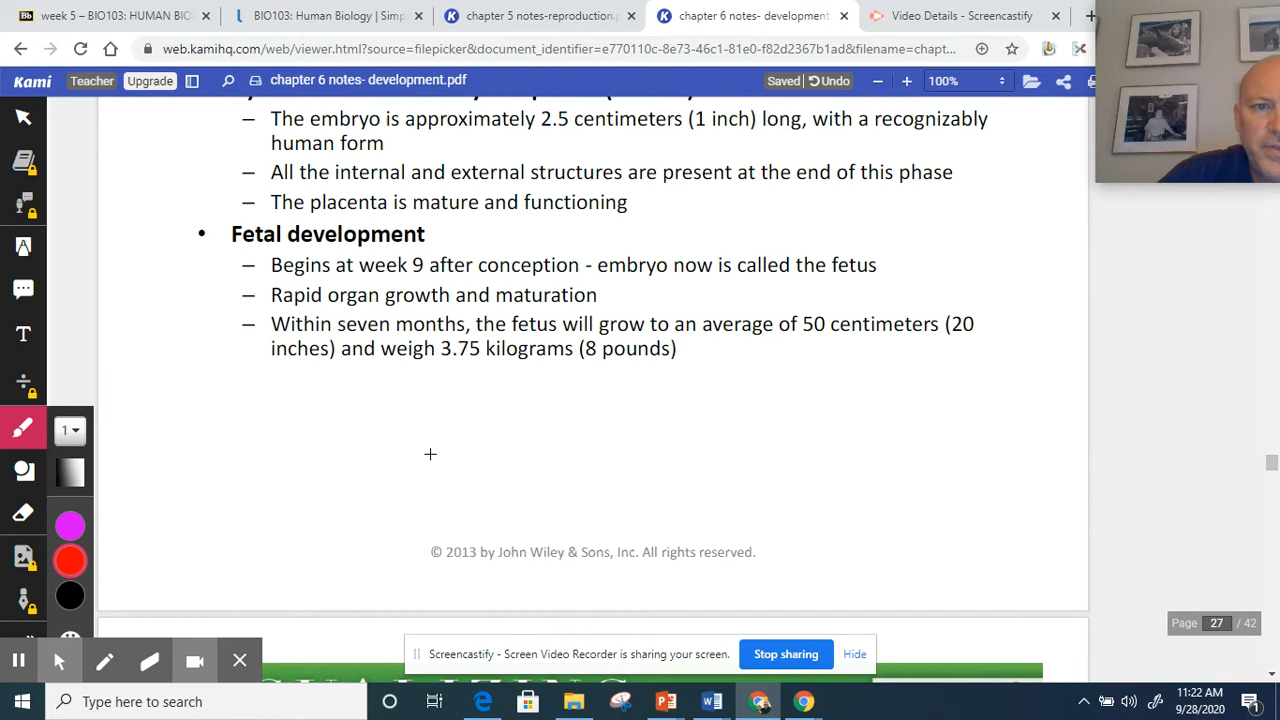 week 5 – BIO103: HUMAN BIO
BIO103: Human Biology | Simp
chapter 5 notes-reproduction.
chapter 6 notes- development
Video Details - Screencastify
web.kamihq.com/web/viewer.html?source=filepicker&document_identifier=e770110c-8e73-46c1-81e0-f82d2367b1ad&filename=chapt...
Kami Teacher Upgrade chapter 6 notes- development.pdf Saved Undo 100%
– The embryo is approximately 2.5 centimeters (1 inch) long, with a recognizably
human form
– All the internal and external structures are present at the end of this phase
– The placenta is mature and functioning
• Fetal development
– Begins at week 9 after conception - embryo now is called the fetus
– Rapid organ growth and maturation
– Within seven months, the fetus will grow to an average of 50 centimeters (20
inches) and weigh 3.75 kilograms (8 pounds)
1
© 2013 by John Wiley & Sons, Inc. All rights reserved.
Page 27 / 42
Screencastify - Screen Video Recorder is sharing your screen. Stop sharing Hide
Type here to search
11:22 AM
9/28/2020